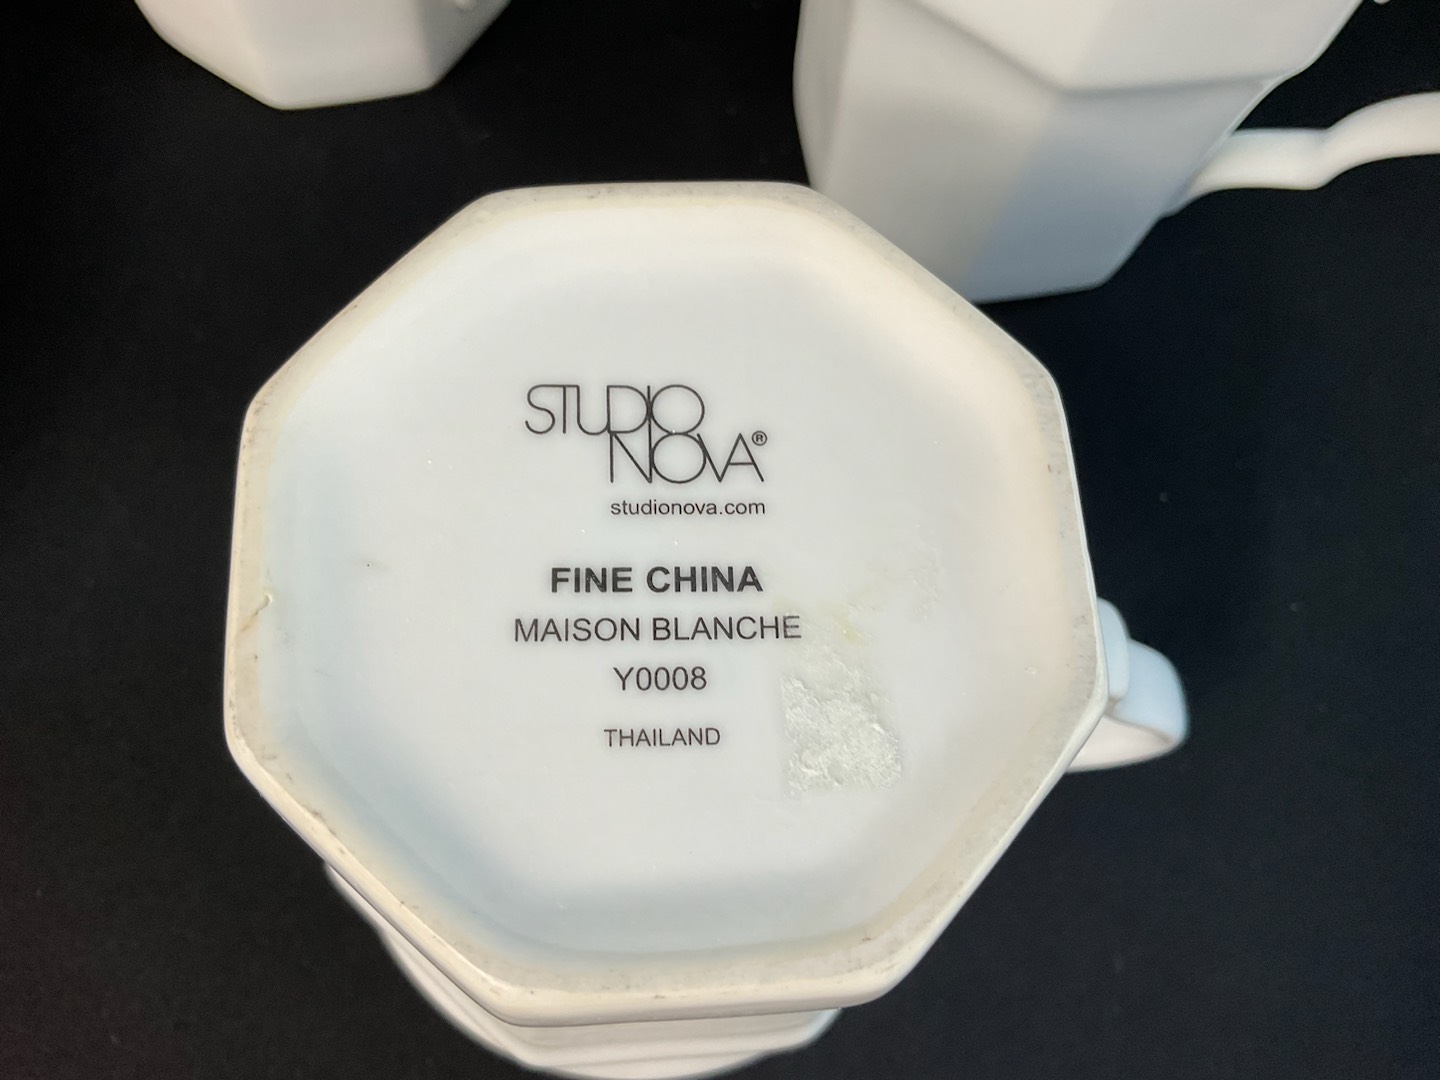 STUDIO
NOVA®
studionova.com
FINE CHINA
MAISON BLANCHE
Y0008
THAILAND